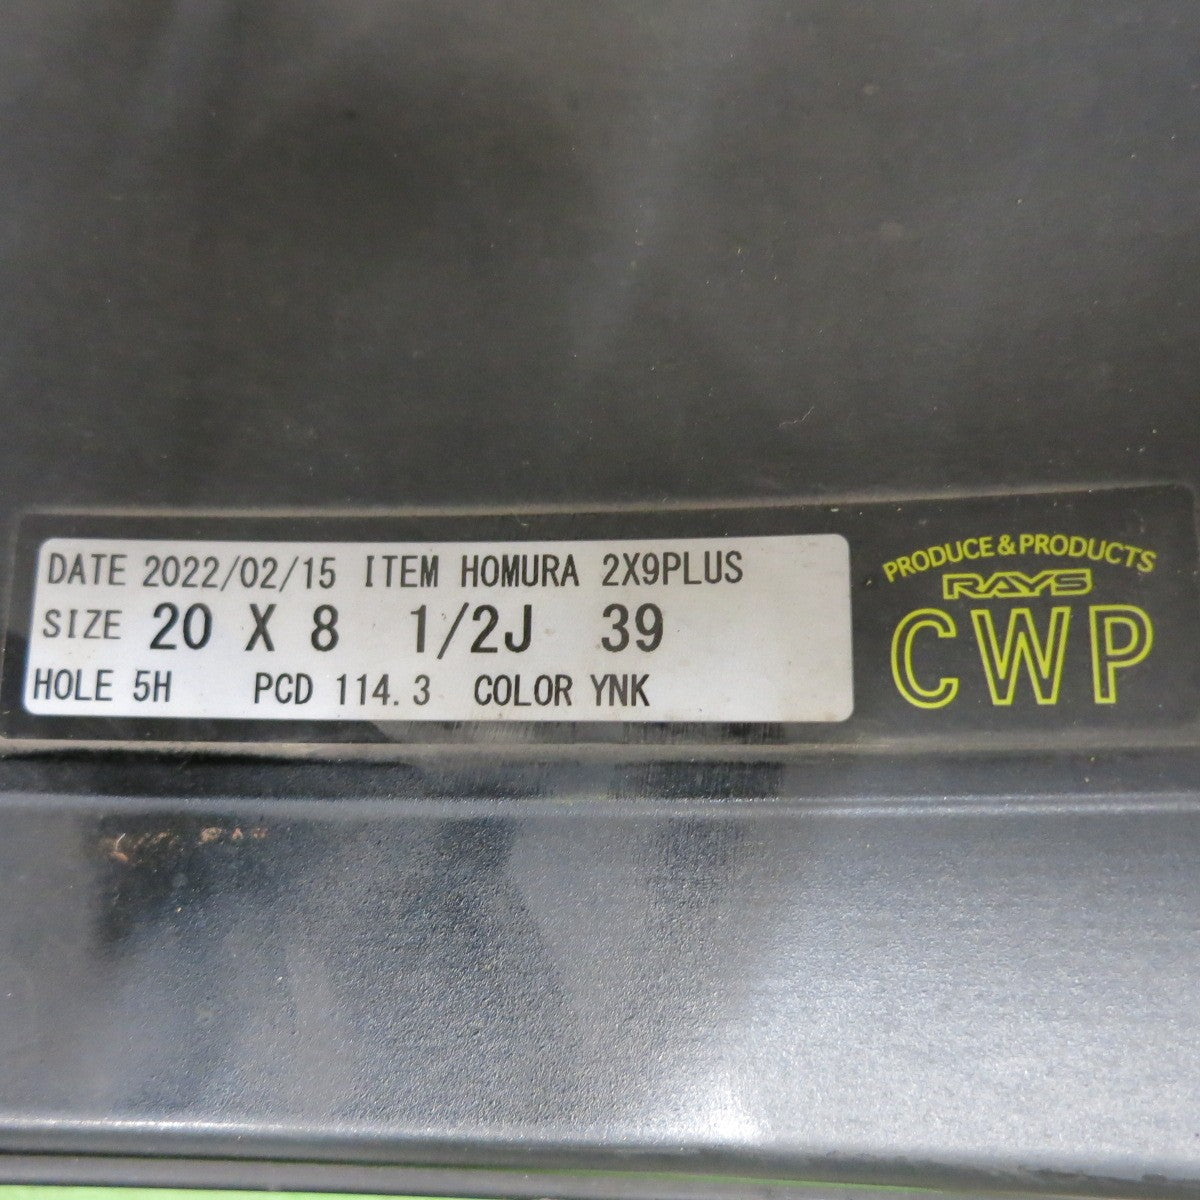 DATE 2022/02/15 ITEM HOMURA 2X9PLUS
SIZE 20 X 8 1/2J 39
HOLE 5H PCD 114.3 COLOR YNK
PRODUCE & PRODUCTS
RAYS
CWP